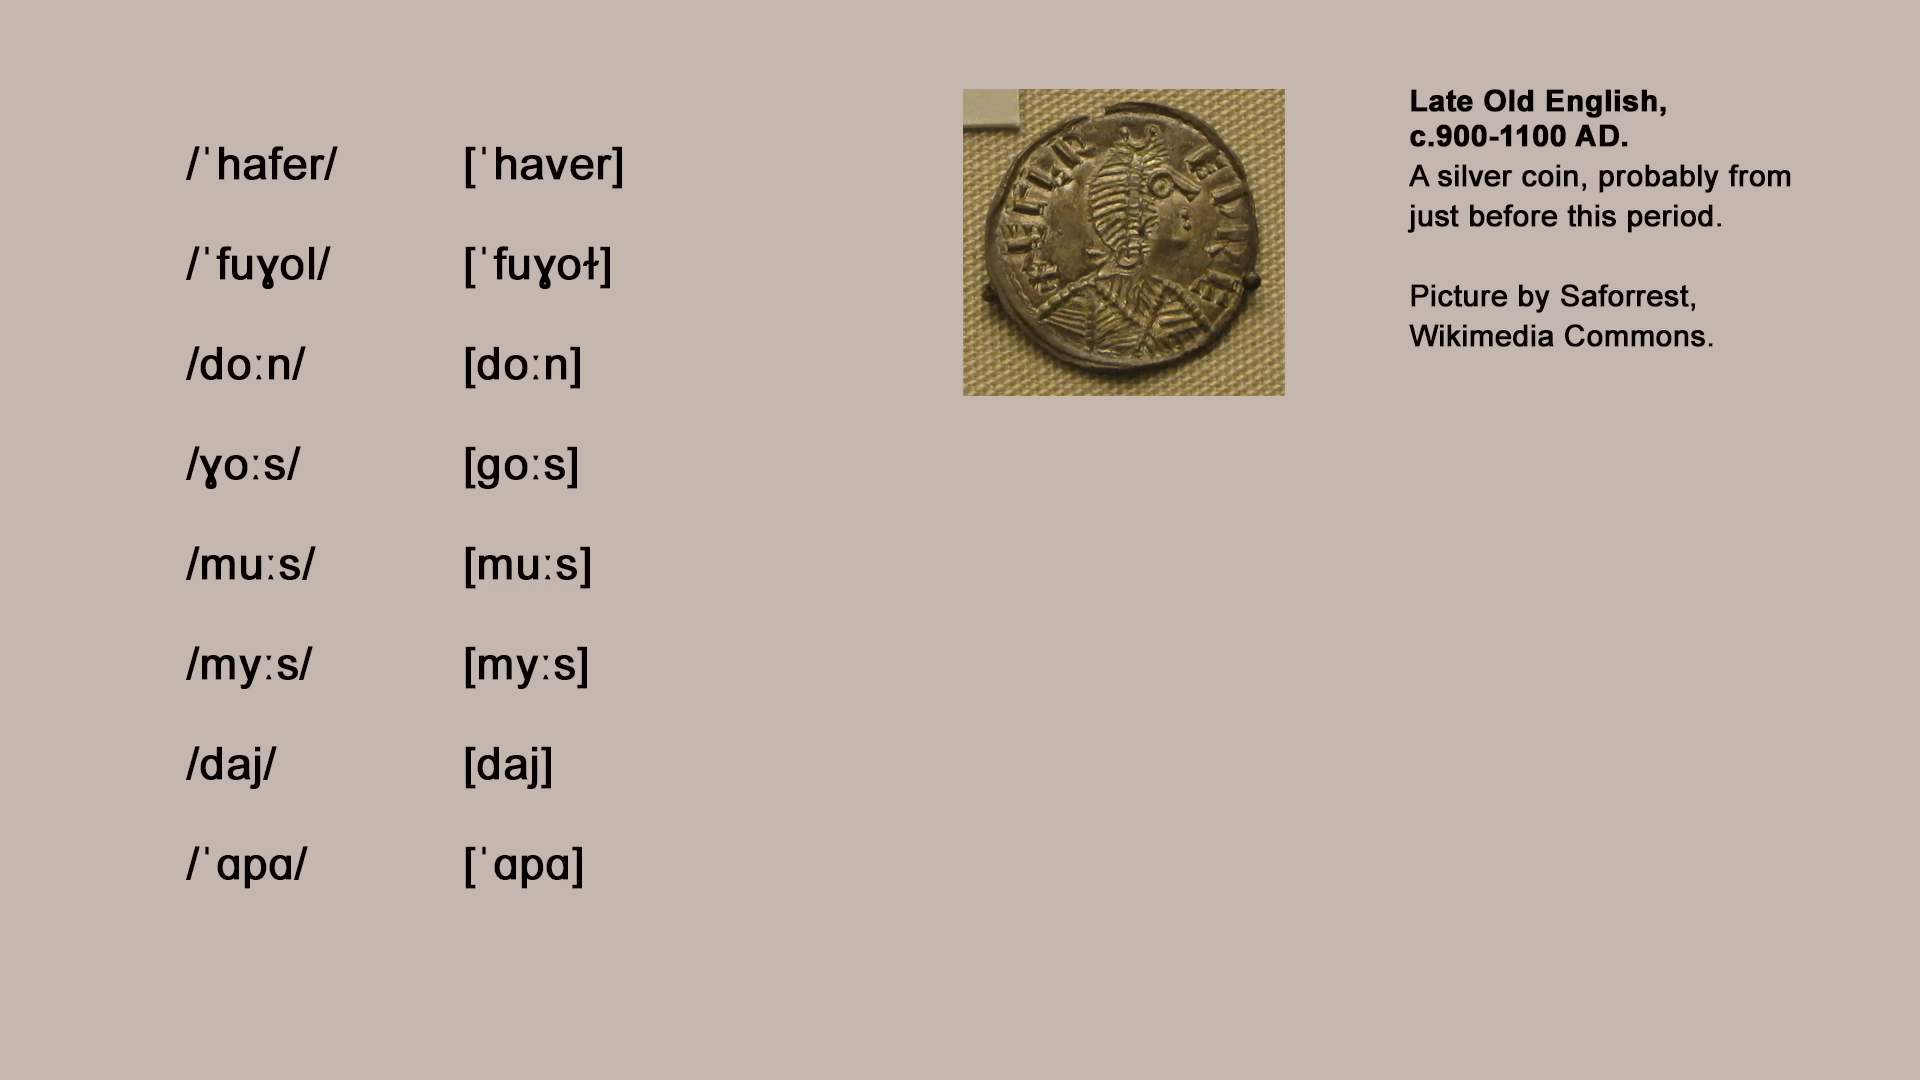 /ˈhafer/ [ˈhaver]
/ˈfuɣol/ [ˈfuɣoɫ]
/doːn/ [doːn]
/ɣoːs/ [goːs]
/muːs/ [muːs]
/myːs/ [myːs]
/daj/ [daj]
/ˈɑpɑ/ [ˈɑpɑ]
Late Old English,
c.900-1100 AD.
A silver coin, probably from
just before this period.
Picture by Saforrest,
Wikimedia Commons.